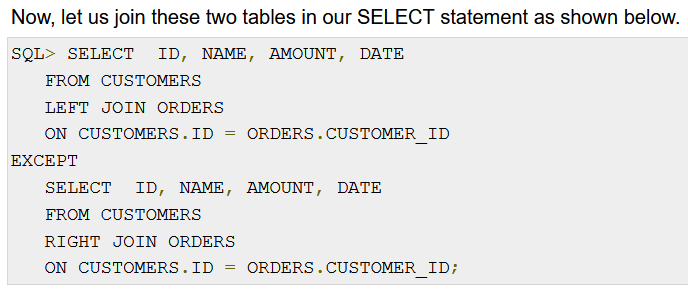 Now, let us join these two tables in our SELECT statement as shown below.
SQL> SELECT  ID, NAME, AMOUNT, DATE
   FROM CUSTOMERS
   LEFT JOIN ORDERS
   ON CUSTOMERS.ID = ORDERS.CUSTOMER_ID
EXCEPT
   SELECT  ID, NAME, AMOUNT, DATE
   FROM CUSTOMERS
   RIGHT JOIN ORDERS
   ON CUSTOMERS.ID = ORDERS.CUSTOMER_ID;